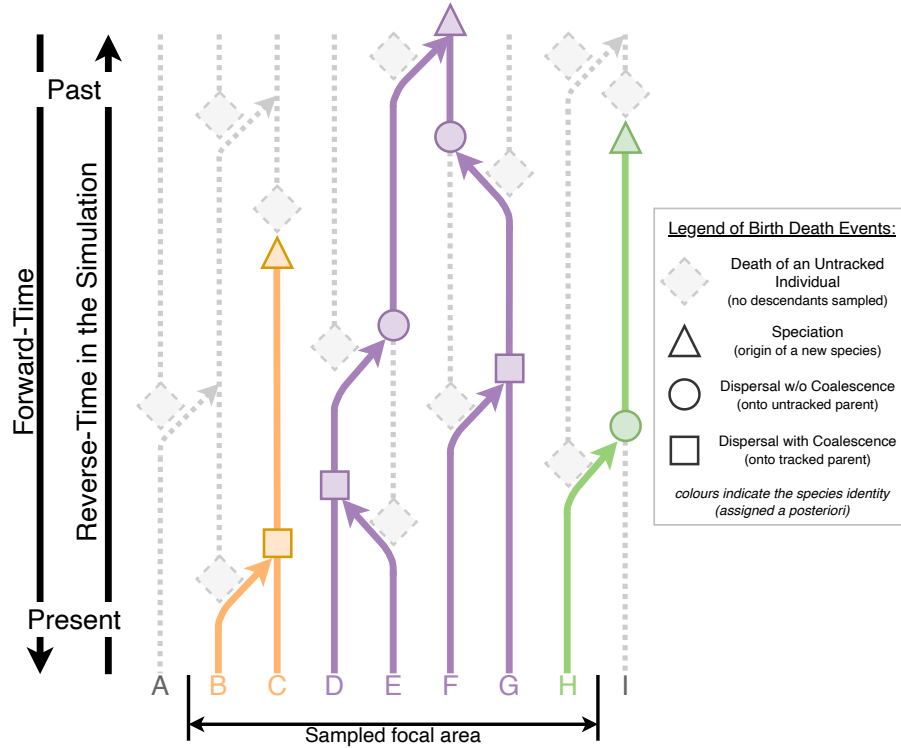 Past
Present
Forward-Time
Reverse-Time in the Simulation
Legend of Birth Death Events:
Death of an Untracked
Individual
(no descendants sampled)
Speciation
(origin of a new species)
Dispersal w/o Coalescence
(onto untracked parent)
Dispersal with Coalescence
(onto tracked parent)
colours indicate the species identity
(assigned a posteriori)
A B C D E F G H I
Sampled focal area